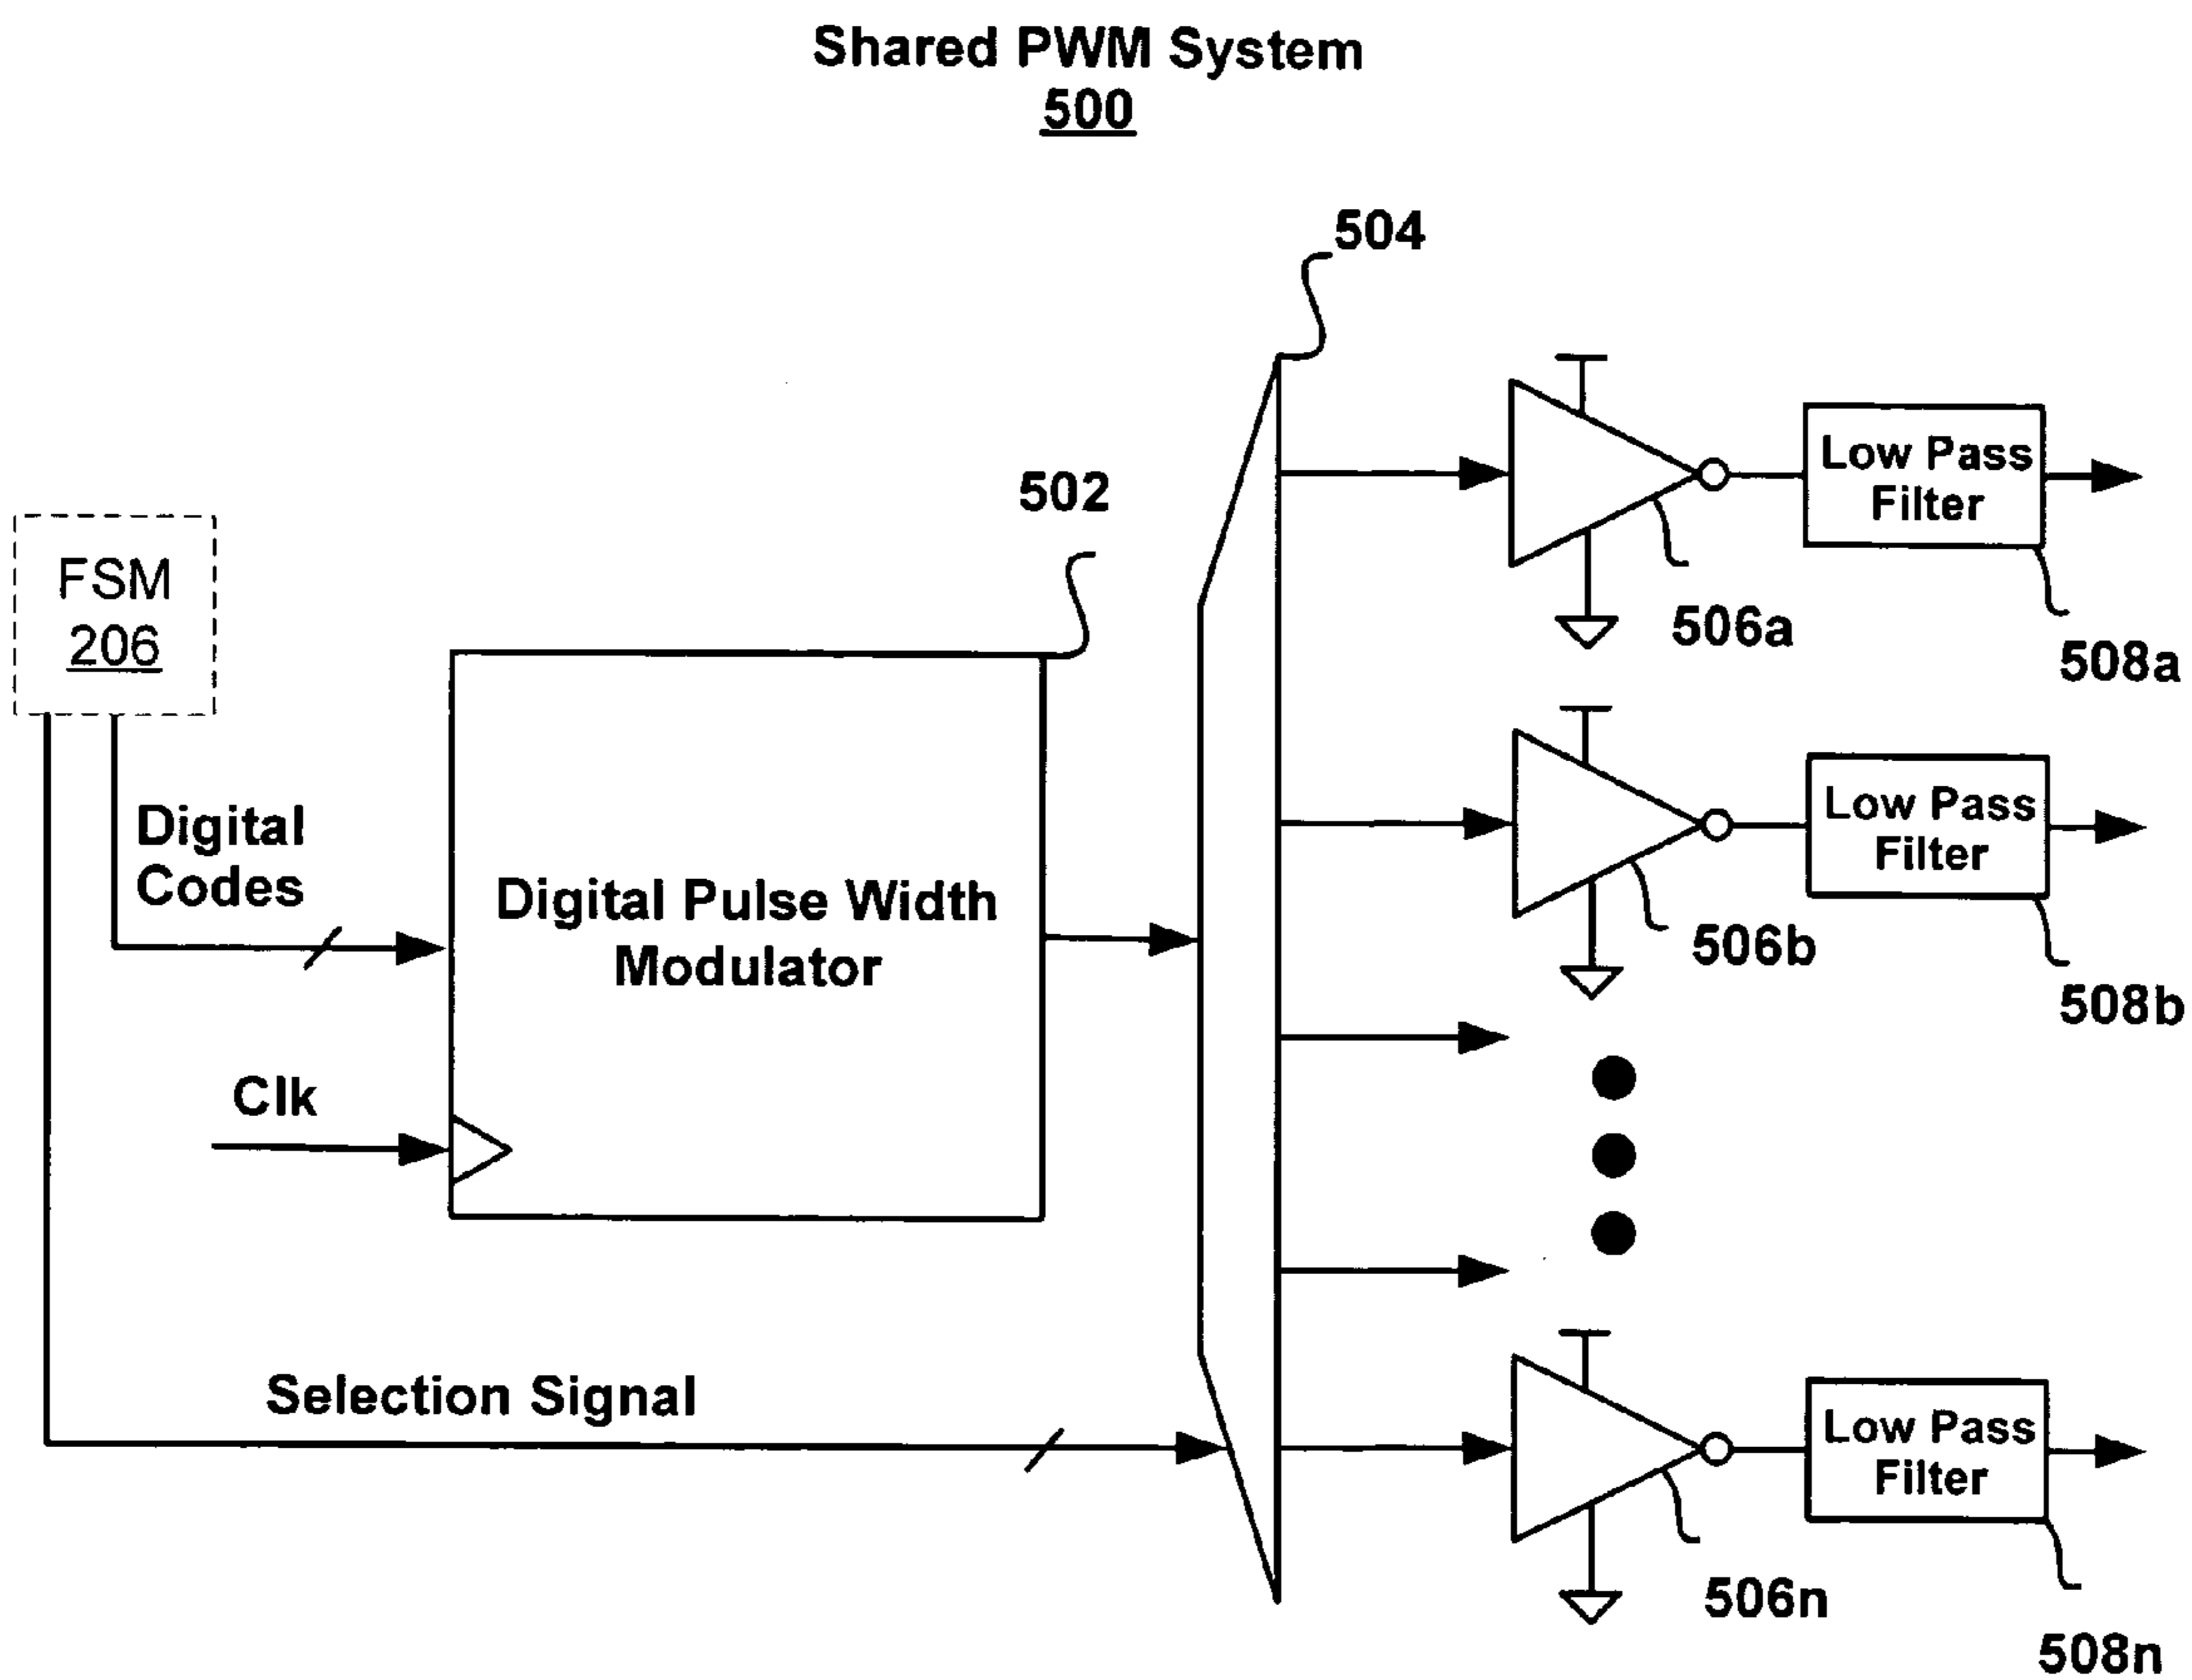 Shared PWM System
500
504
502
FSM
206
Low Pass
Filter
506a
508a
Digital
Codes
Digital Pulse Width
Modulator
Low Pass
Filter
506b
508b
Clk
Selection Signal
Low Pass
Filter
506n
508n